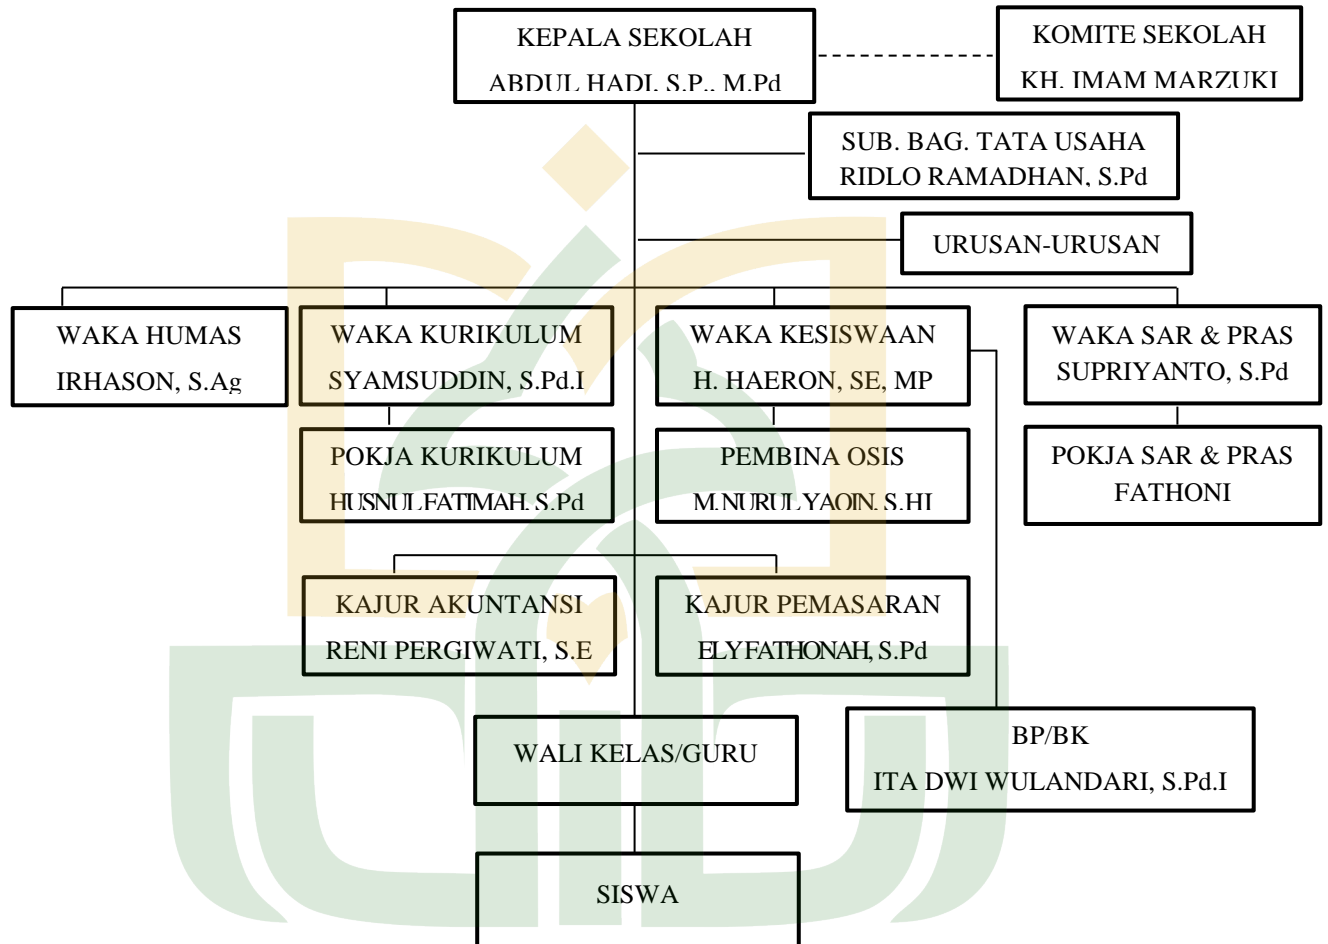 KEPALA SEKOLAH
ABDUL HADI, S.P., M.Pd
KOMITE SEKOLAH
KH. IMAM MARZUKI
SUB. BAG. TATA USAHA
RIDLO RAMADHAN, S.Pd
URUSAN-URUSAN
WAKA HUMAS
IRHASON, S.Ag
WAKA KURIKULUM
SYAMSUDDIN, S.Pd.I
WAKA KESISWAAN
H. HAERON, SE, MP
WAKA SAR & PRAS
SUPRIYANTO, S.Pd
POKJA KURIKULUM
HUSNUL FATIMAH, S.Pd
PEMBINA OSIS
M. NURUL YAQIN, S.HI
POKJA SAR & PRAS
FATHONI
KAJUR AKUNTANSI
RENI PERGIWATI, S.E
KAJUR PEMASARAN
ELY FATHONAH, S.Pd
WALI KELAS/GURU
BP/BK
ITA DWI WULANDARI, S.Pd.I
SISWA